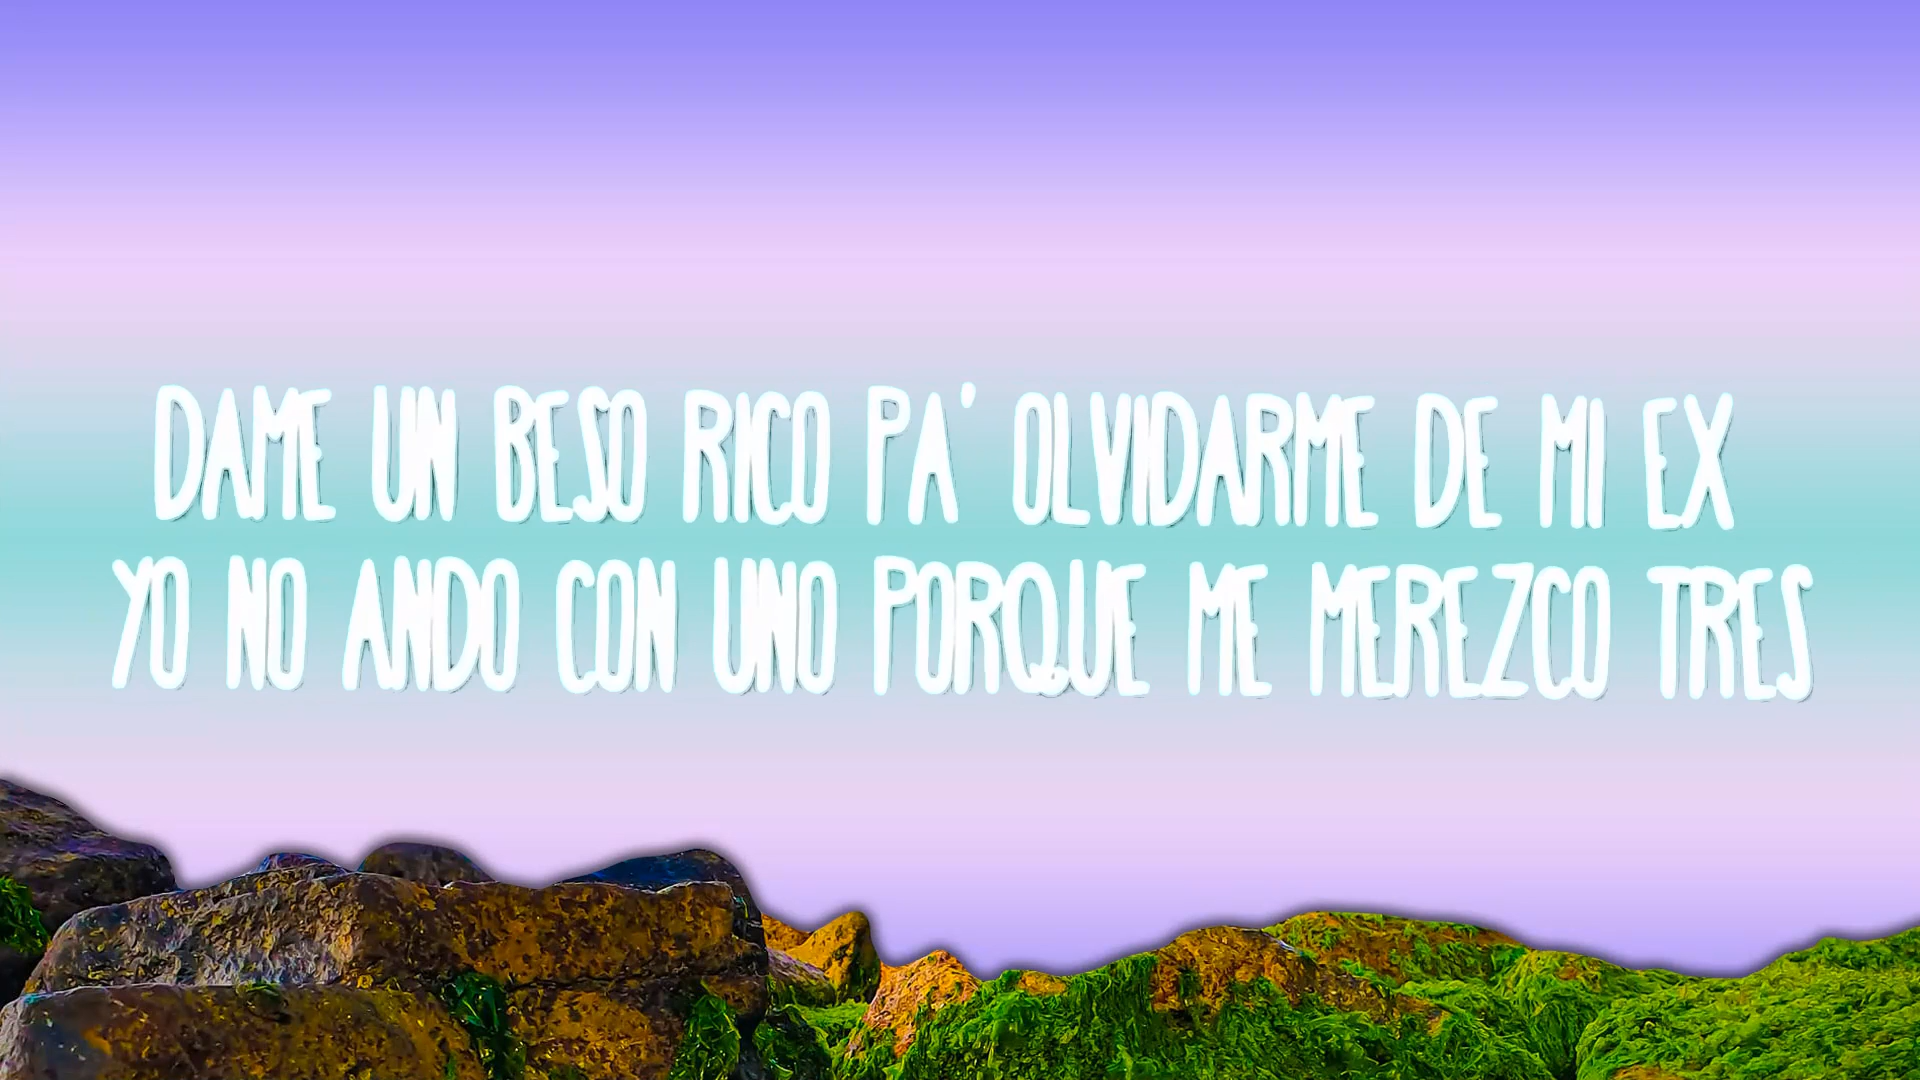 DAME UN BESO RICO PA' OLVIDARME DE MI EX
YO NO ANDO CON UNO PORQUE ME MEREZCO TRES